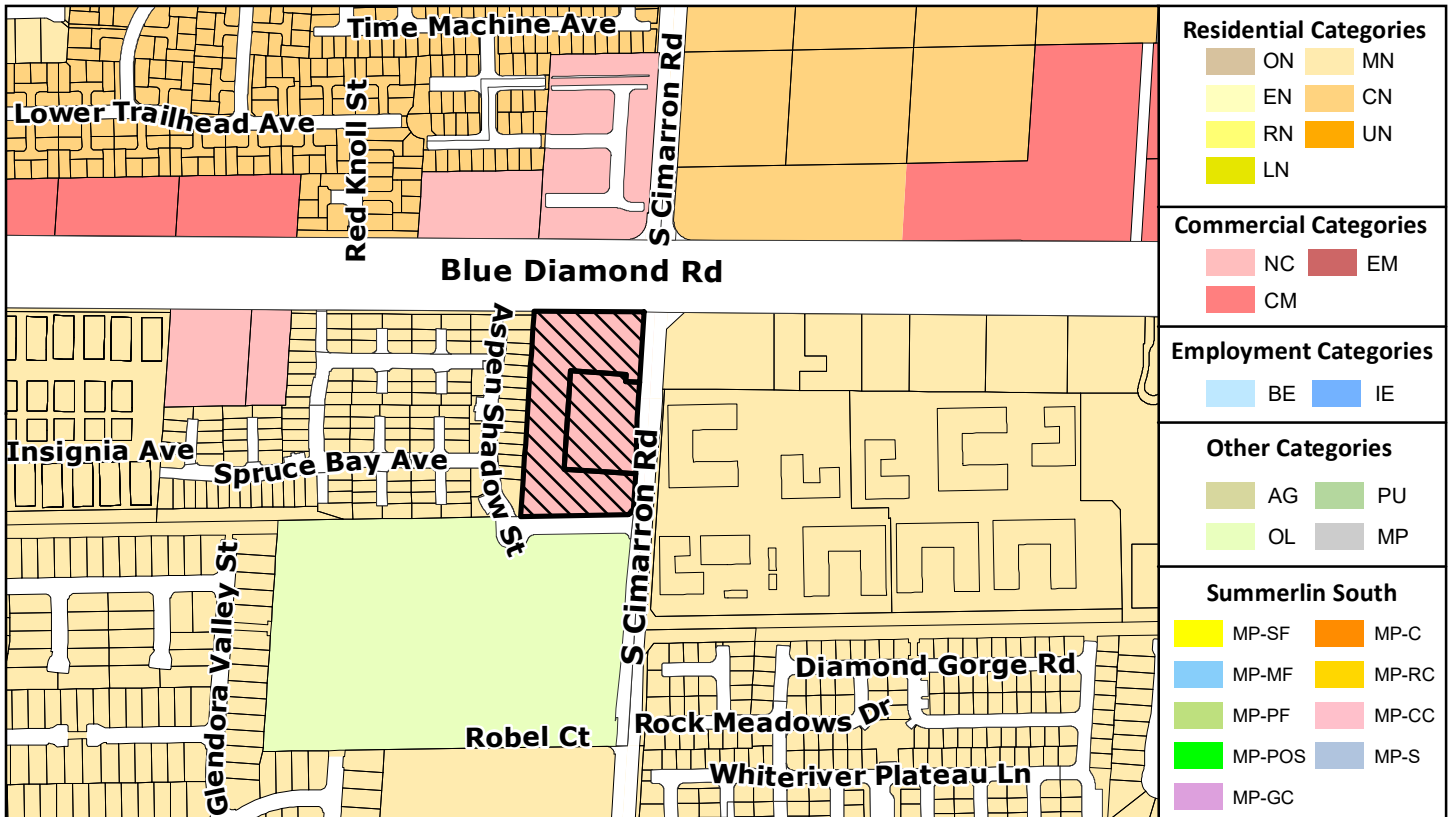 Time Machine Ave
Lower Trailhead Ave
Red Knoll St
S Cimarron Rd
Blue Diamond Rd
Aspen Shadow St
Insignia Ave
Spruce Bay Ave
S Cimarron Rd
Glendora Valley St
Diamond Gorge Rd
Rock Meadows Dr
Robel Ct
Whiteriver Plateau Ln
Residential Categories
ON MN
EN CN
RN UN
LN
Commercial Categories
NC EM
CM
Employment Categories
BE IE
Other Categories
AG PU
OL MP
Summerlin South
MP-SF MP-C
MP-MF MP-RC
MP-PF MP-CC
MP-POS MP-S
MP-GC